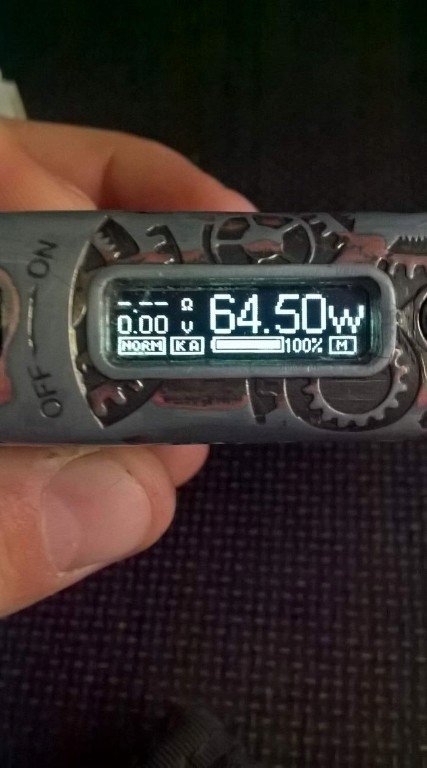 ON
OFF
-.-- Ω 64.50W
0.00 V
NORM KA 100% M